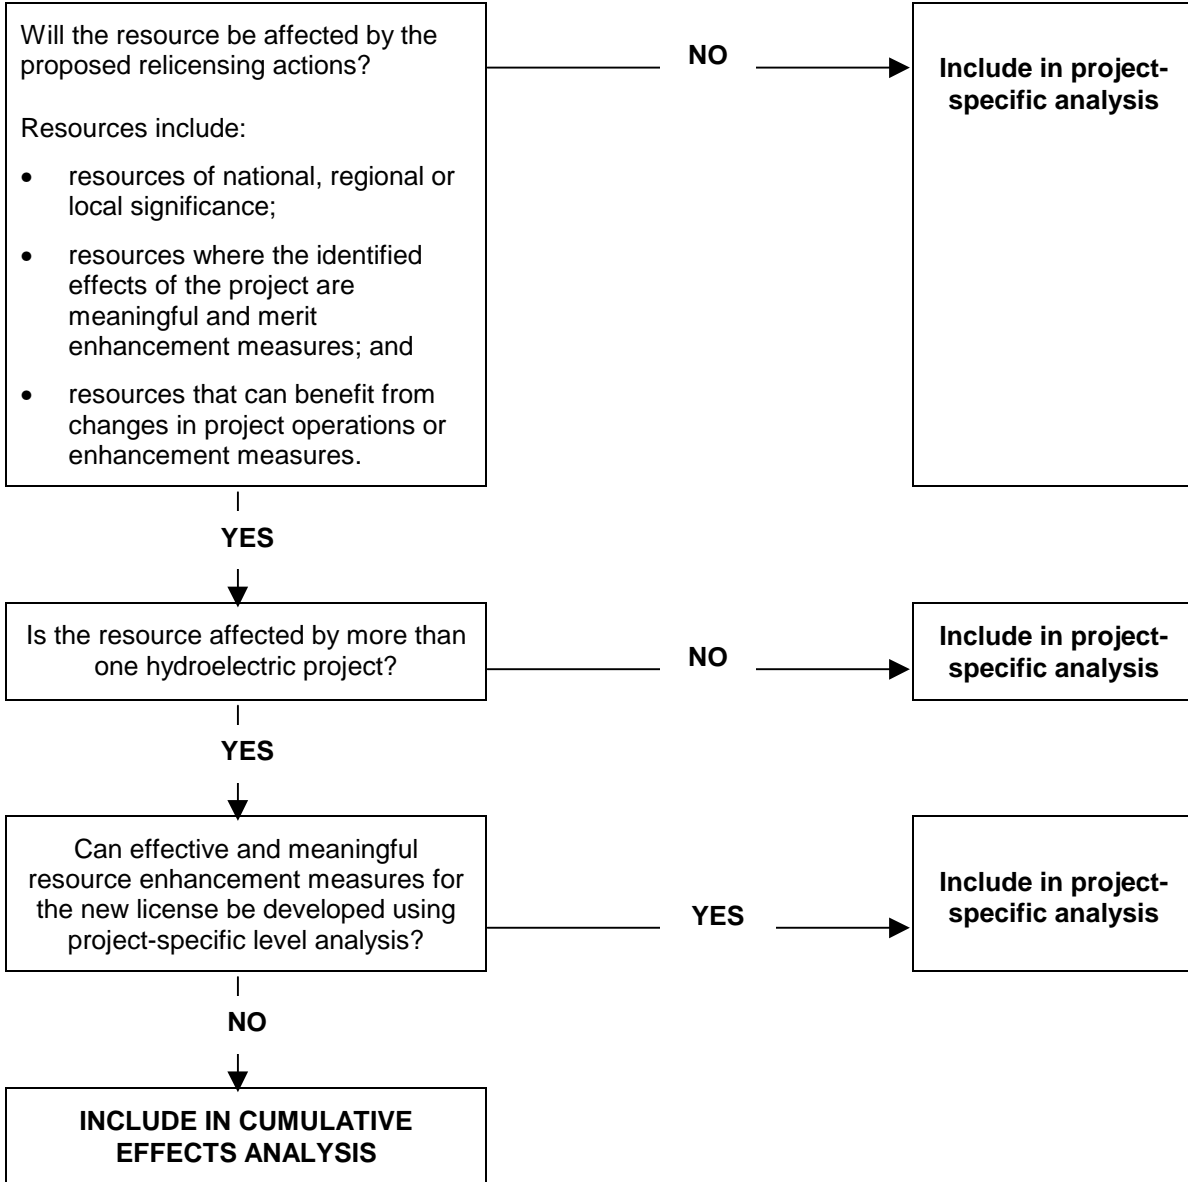 Will the resource be affected by the
proposed relicensing actions?
Resources include:
• resources of national, regional or
local significance;
• resources where the identified
effects of the project are
meaningful and merit
enhancement measures; and
• resources that can benefit from
changes in project operations or
enhancement measures.
NO
Include in project-
specific analysis
YES
Is the resource affected by more than
one hydroelectric project?
NO
Include in project-
specific analysis
YES
Can effective and meaningful
resource enhancement measures for
the new license be developed using
project-specific level analysis?
YES
Include in project-
specific analysis
NO
INCLUDE IN CUMULATIVE
EFFECTS ANALYSIS